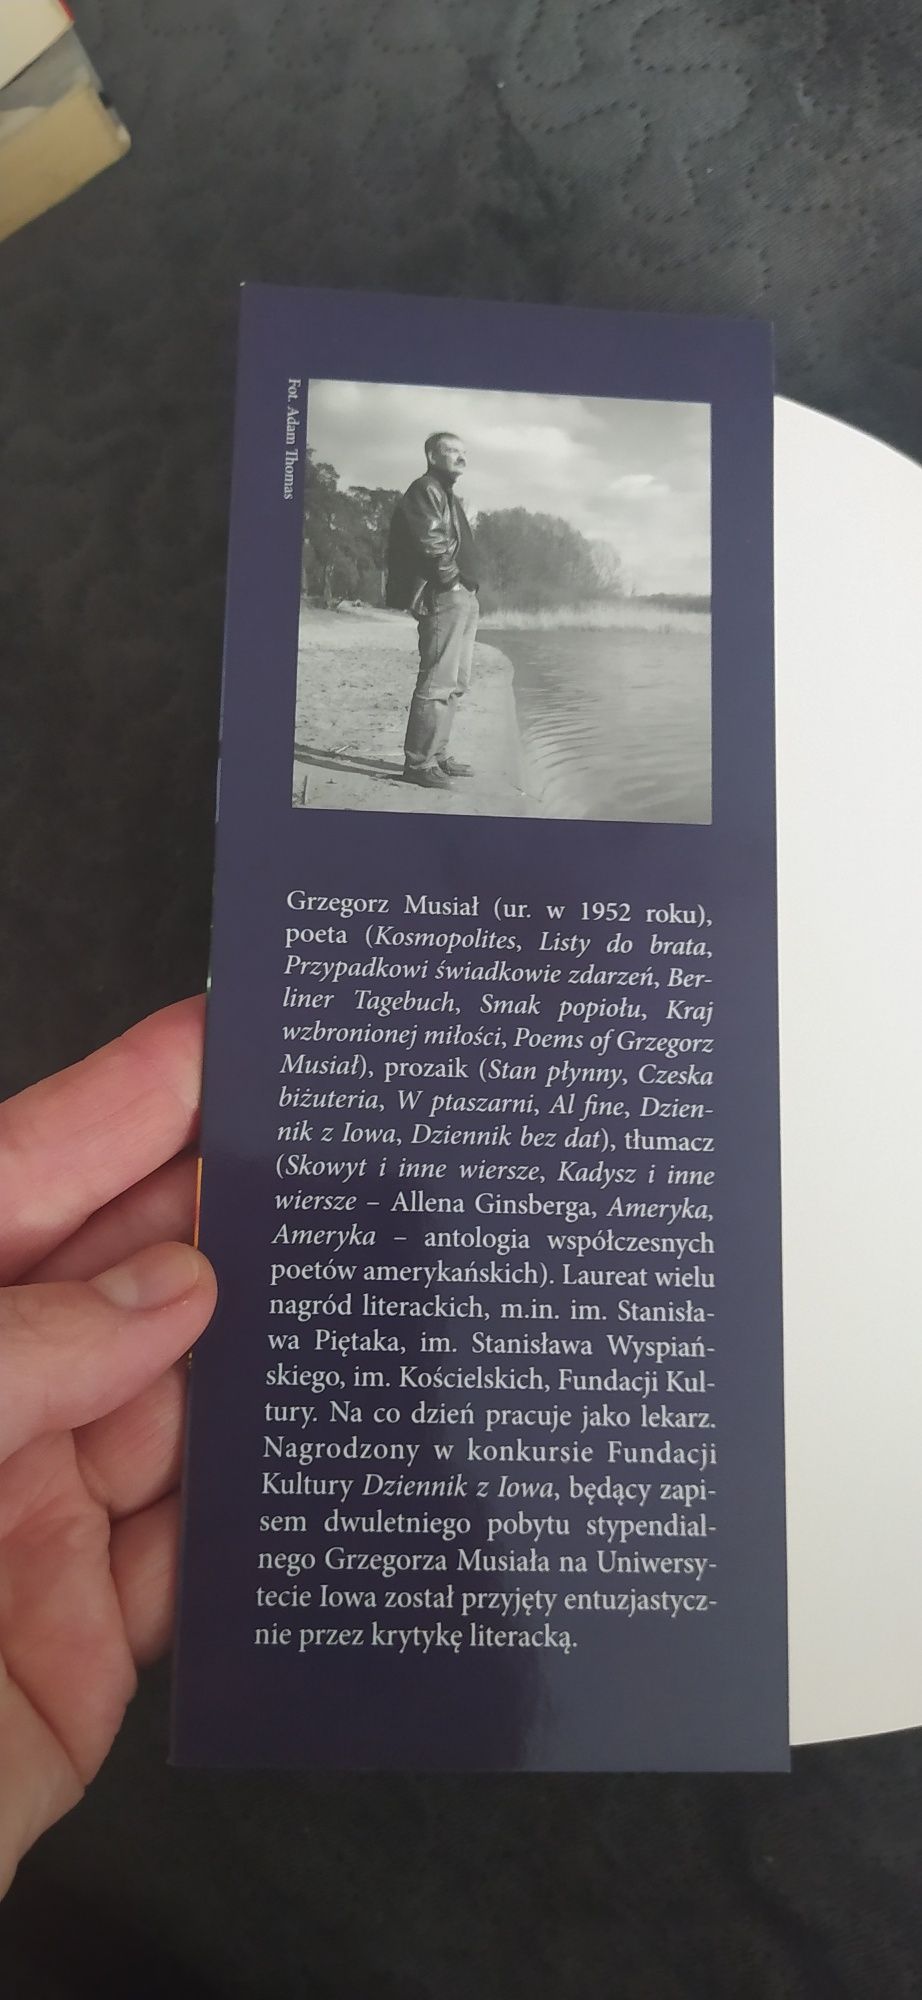 Fot. Adam Thomas
Grzegorz Musiał (ur. w 1952 roku),
poeta (Kosmopolites, Listy do brata,
Przypadkowi świadkowie zdarzeń, Ber-
liner Tagebuch, Smak popiołu, Kraj
wzbronionej miłości, Poems of Grzegorz
Musiał), prozaik (Stan płynny, Czeska
biżuteria, W ptaszarni, Al fine, Dzien-
nik z Iowa, Dziennik bez dat), tłumacz
(Skowyt i inne wiersze, Kadysz i inne
wiersze – Allena Ginsberga, Ameryka,
Ameryka – antologia współczesnych
poetów amerykańskich). Laureat wielu
nagród literackich, m.in. im. Stanisła-
wa Piętaka, im. Stanisława Wyspiań-
skiego, im. Kościelskich, Fundacji Kul-
tury. Na co dzień pracuje jako lekarz.
Nagrodzony w konkursie Fundacji
Kultury Dziennik z Iowa, będący zapi-
sem dwuletniego pobytu stypendial-
nego Grzegorza Musiała na Uniwersy-
tecie Iowa został przyjęty entuzjastycz-
nie przez krytykę literacką.